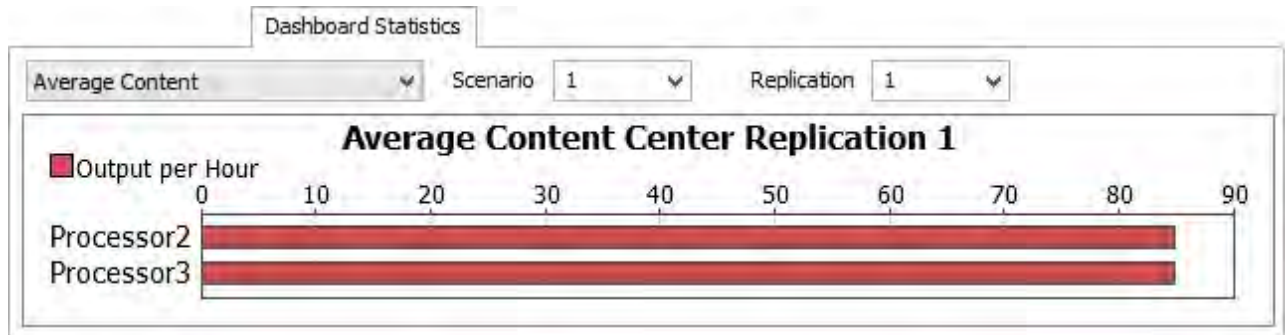 Dashboard Statistics
Average Content Scenario 1 Replication 1
Average Content Center Replication 1
Output per Hour
0 10 20 30 40 50 60 70 80 90
Processor2
Processor3